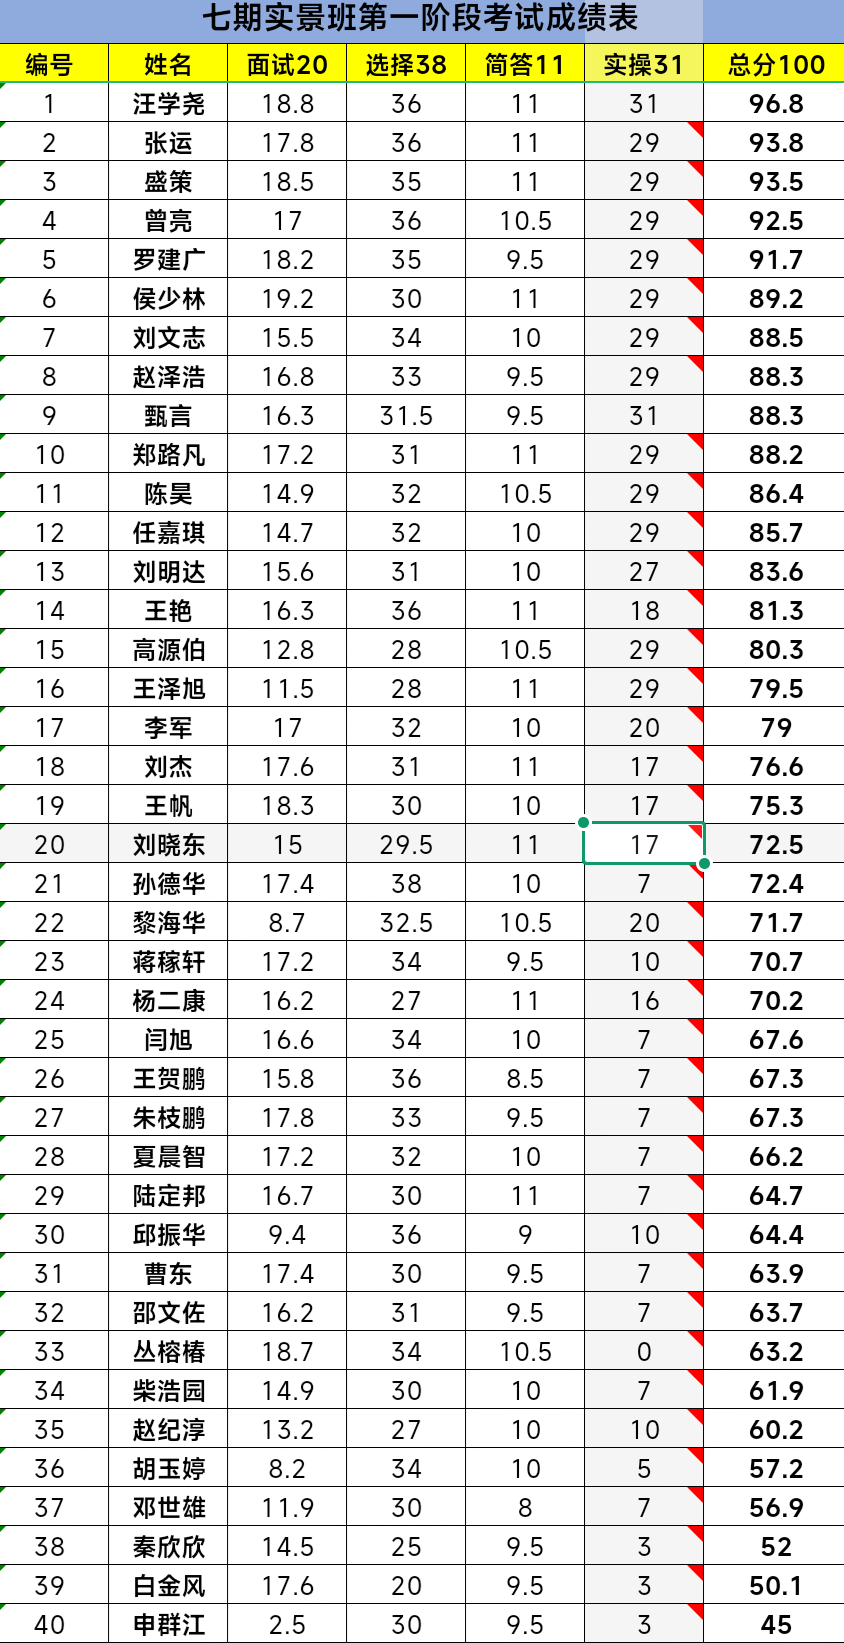 七期实景班第一阶段考试成绩表
编号 姓名 面试20 选择38 简答11 实操31 总分100
1 汪学尧 18.8 36 11 31 96.8
2 张运 17.8 36 11 29 93.8
3 盛策 18.5 35 11 29 93.5
4 曾亮 17 36 10.5 29 92.5
5 罗建广 18.2 35 9.5 29 91.7
6 侯少林 19.2 30 11 29 89.2
7 刘文志 15.5 34 10 29 88.5
8 赵泽浩 16.8 33 9.5 29 88.3
9 甄言 16.3 31.5 9.5 31 88.3
10 郑路凡 17.2 31 11 29 88.2
11 陈昊 14.9 32 10.5 29 86.4
12 任嘉琪 14.7 32 10 29 85.7
13 刘明达 15.6 31 10 27 83.6
14 王艳 16.3 36 11 18 81.3
15 高源伯 12.8 28 10.5 29 80.3
16 王泽旭 11.5 28 11 29 79.5
17 李军 17 32 10 20 79
18 刘杰 17.6 31 11 17 76.6
19 王帆 18.3 30 10 17 75.3
20 刘晓东 15 29.5 11 17 72.5
21 孙德华 17.4 38 10 7 72.4
22 黎海华 8.7 32.5 10.5 20 71.7
23 蒋稼轩 17.2 34 9.5 10 70.7
24 杨二康 16.2 27 11 16 70.2
25 闫旭 16.6 34 10 7 67.6
26 王贺鹏 15.8 36 8.5 7 67.3
27 朱枝鹏 17.8 33 9.5 7 67.3
28 夏晨智 17.2 32 10 7 66.2
29 陆定邦 16.7 30 11 7 64.7
30 邱振华 9.4 36 9 10 64.4
31 曹东 17.4 30 9.5 7 63.9
32 邵文佐 16.2 31 9.5 7 63.7
33 丛榕椿 18.7 34 10.5 0 63.2
34 柴浩园 14.9 30 10 7 61.9
35 赵纪淳 13.2 27 10 10 60.2
36 胡玉婷 8.2 34 10 5 57.2
37 邓世雄 11.9 30 8 7 56.9
38 秦欣欣 14.5 25 9.5 3 52
39 白金风 17.6 20 9.5 3 50.1
40 申群江 2.5 30 9.5 3 45